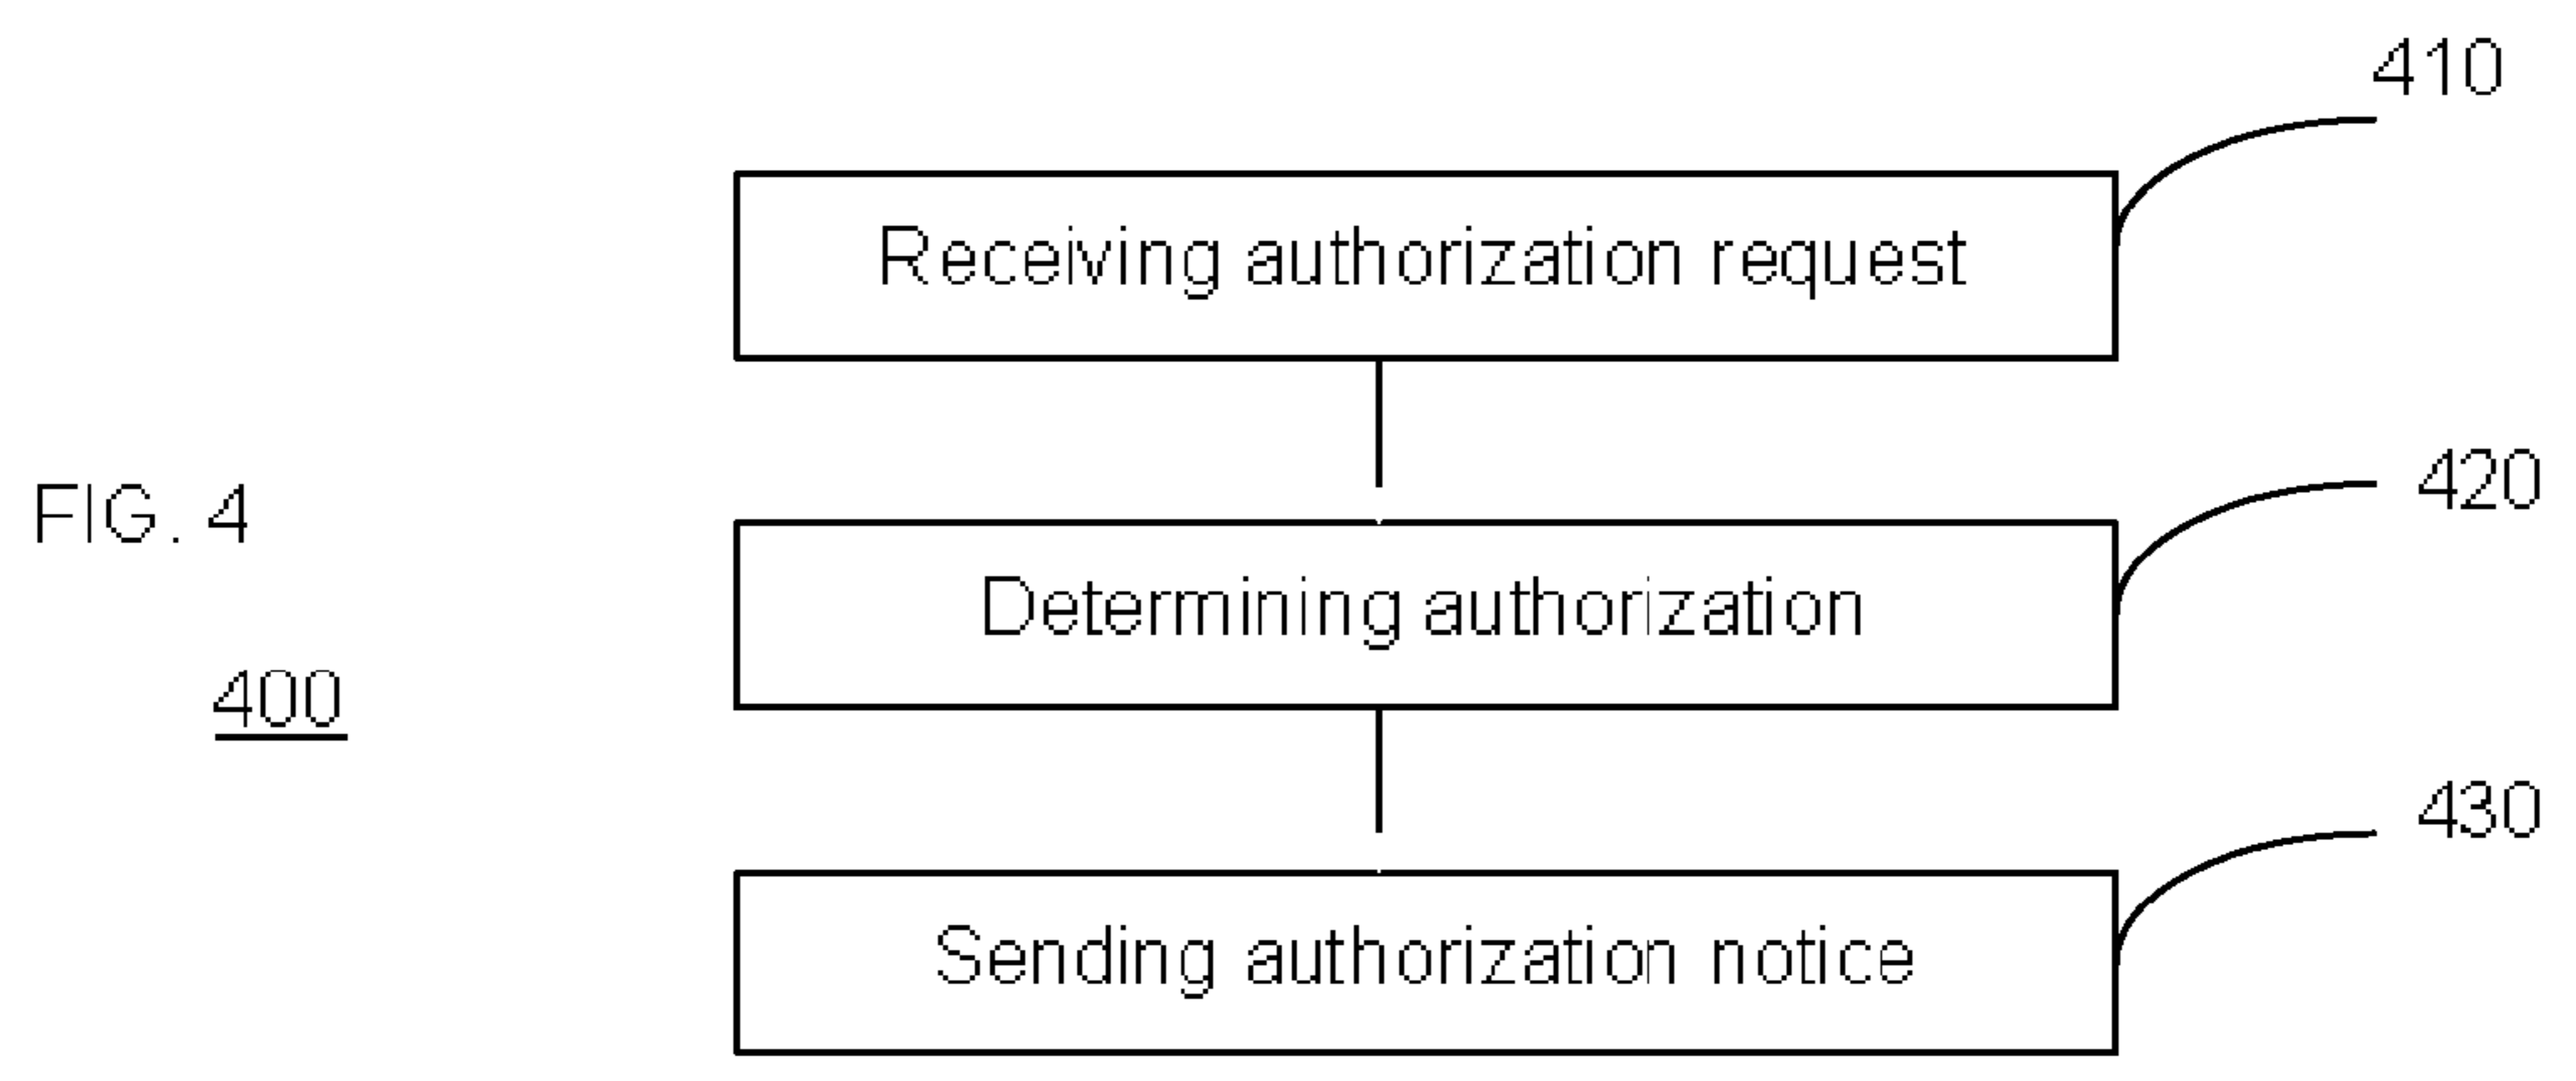 410
Receiving authorization request
420
FIG. 4
Determining authorization
400
430
Sending authorization notice